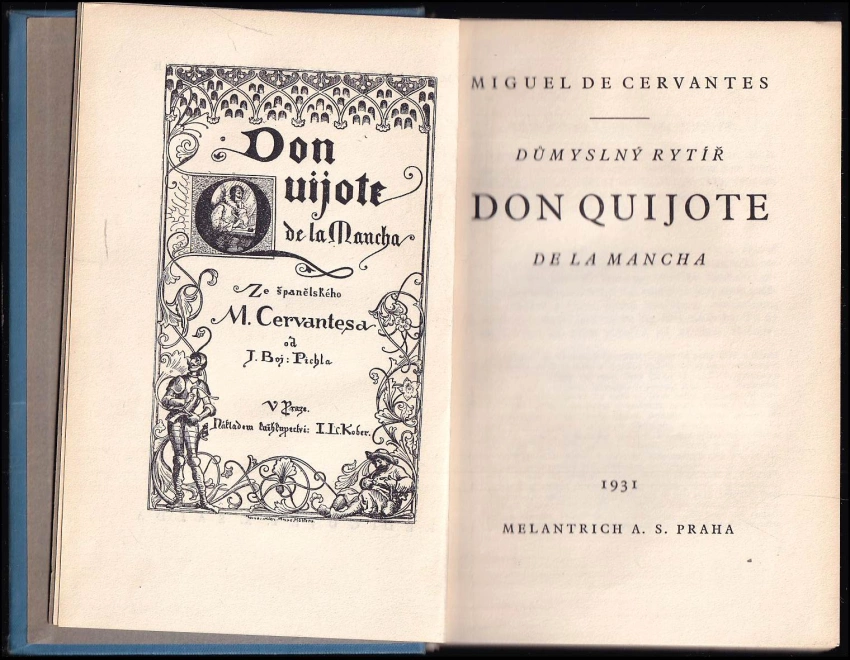 Don
Quijote
de la Mancha
Ze španělského
M. Cervantesa
od
J. Boj: Pichla
V Praze.
Nákladem kněhkupectví: I. L. Kober.
MIGUEL DE CERVANTES
DŮMYSLNÝ RYTÍŘ
DON QUIJOTE
DE LA MANCHA
1931
MELANTRICH A. S. PRAHA